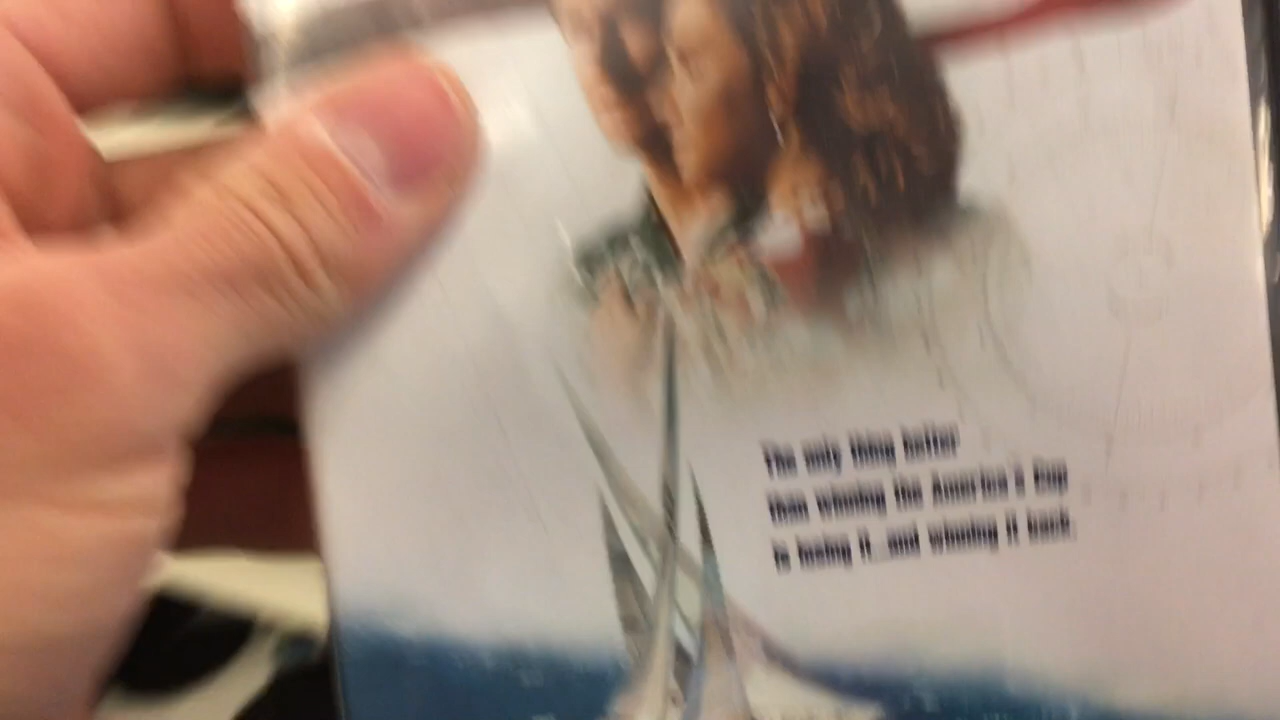 The only thing better
than winning the America's Cup
is losing it and winning it back